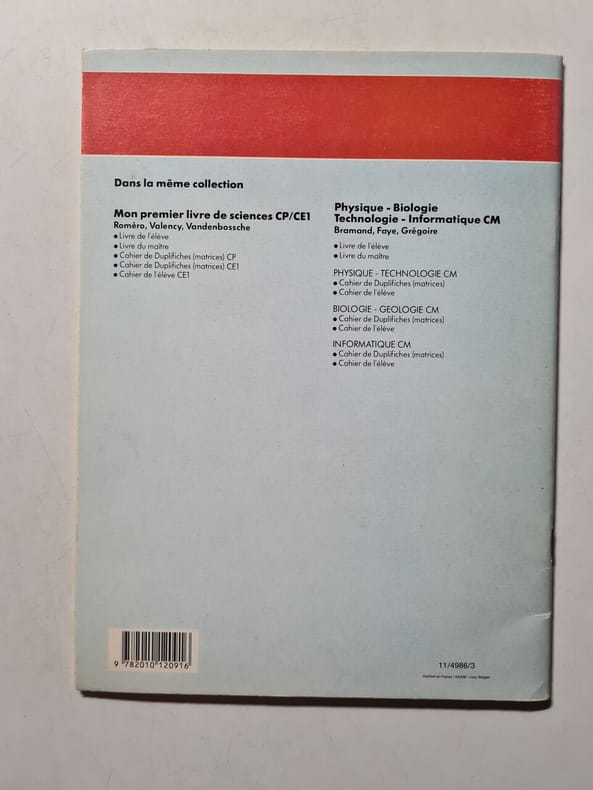 Dans la même collection
Mon premier livre de sciences CP/CE1
Roméro, Valency, Vandenbossche
• Livre de l'élève
• Livre du maître
• Cahier de Duplifiches (matrices) CP
• Cahier de Duplifiches (matrices) CE1
• Cahier de l'élève CE1
Physique - Biologie
Technologie - Informatique CM
Bramand, Faye, Grégoire
• Livre de l'élève
• Livre du maître
PHYSIQUE - TECHNOLOGIE CM
• Cahier de Duplifiches (matrices)
• Cahier de l'élève
BIOLOGIE - GEOLOGIE CM
• Cahier de Duplifiches (matrices)
• Cahier de l'élève
INFORMATIQUE CM
• Cahier de Duplifiches (matrices)
• Cahier de l'élève
9 782010 120916
11/4986/3
Imprimé en France